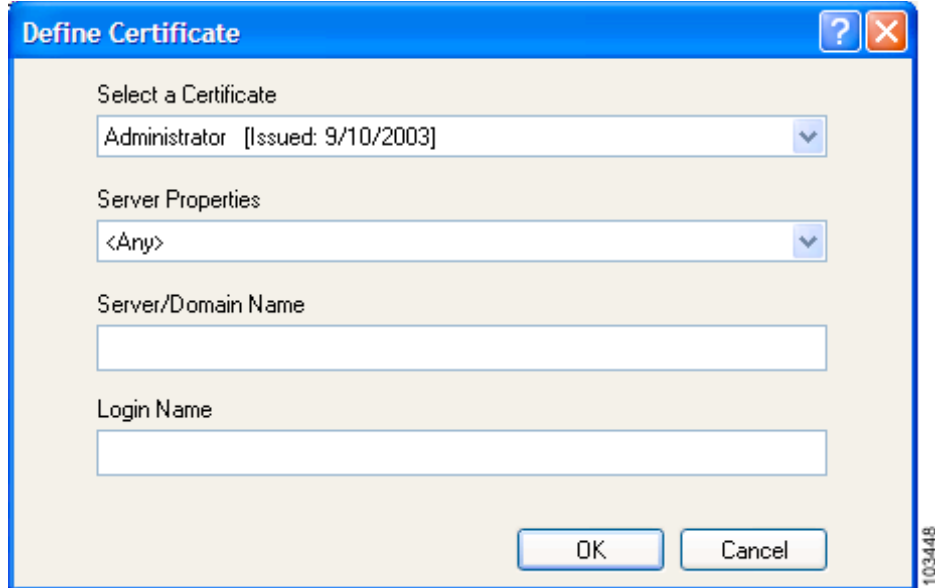 Define Certificate
?
Select a Certificate
Administrator [Issued: 9/10/2003]
Server Properties
<Any>
Server/Domain Name
Login Name
OK Cancel
103448